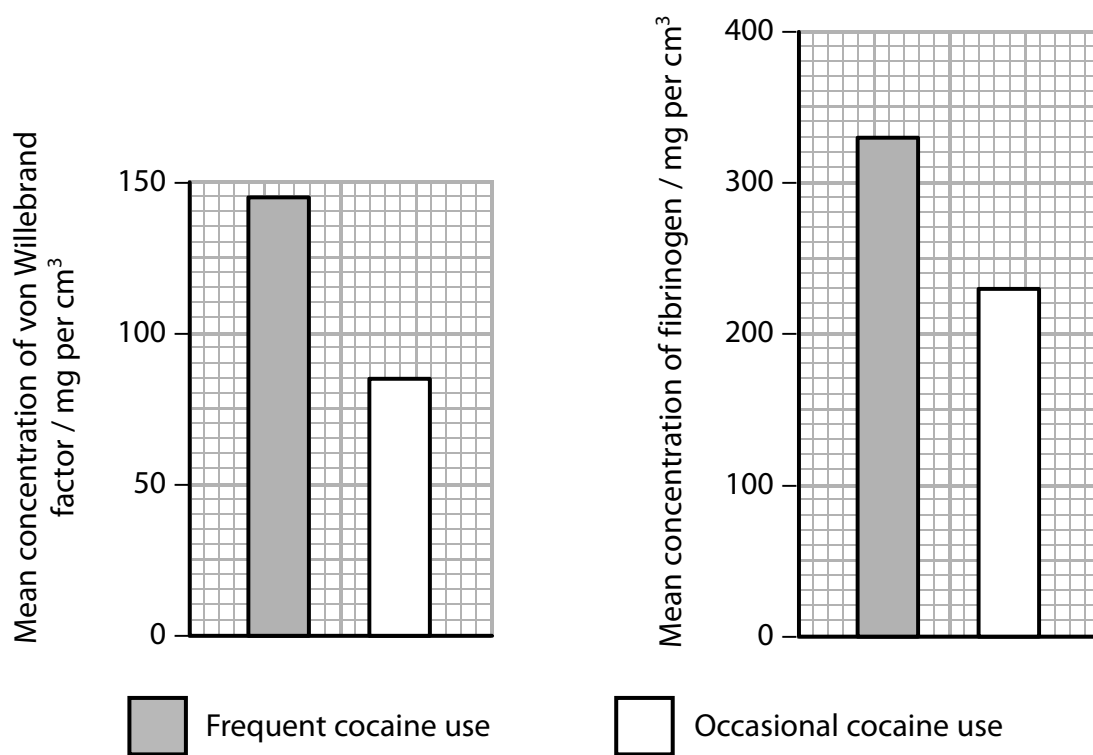 Mean concentration of von Willebrand
factor / mg per cm³
150
100
50
0
Mean concentration of fibrinogen / mg per cm³
400
300
200
100
0
Frequent cocaine use
Occasional cocaine use